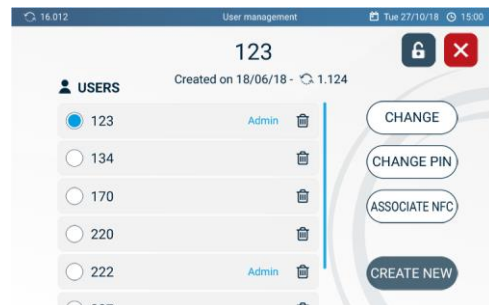 16.012 User management Tue 27/10/18 15:00
123
Created on 18/06/18 - 1.124
USERS
123 Admin
134
170
220
222 Admin
CHANGE
CHANGE PIN
ASSOCIATE NFC
CREATE NEW